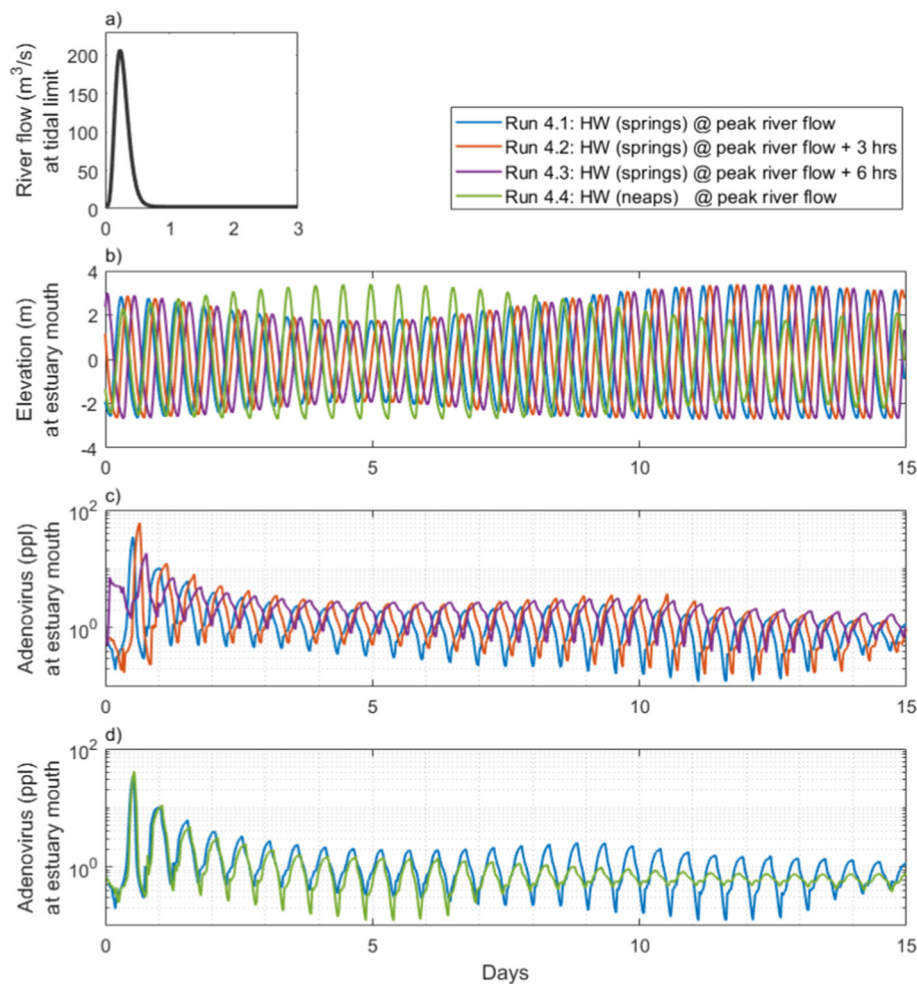 a)
River flow (m³/s)
at tidal limit
200
150
100
50
0
0 1 2 3
Run 4.1: HW (springs) @ peak river flow
Run 4.2: HW (springs) @ peak river flow + 3 hrs
Run 4.3: HW (springs) @ peak river flow + 6 hrs
Run 4.4: HW (neaps) @ peak river flow
b)
Elevation (m)
at estuary mouth
4
2
0
-2
-4
0 5 10 15
c)
Adenovirus (ppl)
at estuary mouth
10²
10⁰
0 5 10 15
d)
Adenovirus (ppl)
at estuary mouth
10²
10⁰
0 5 10 15
Days